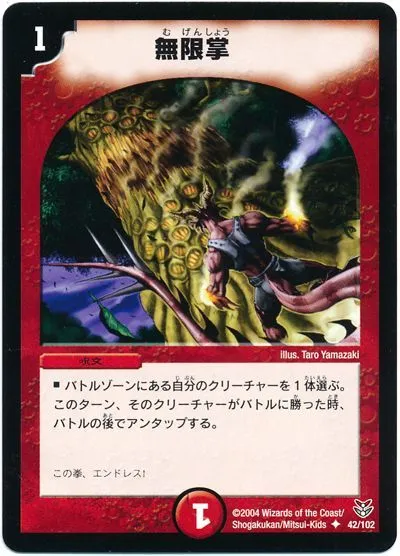 1
むげんしょう
無限掌
illus. Taro Yamazaki
呪文
■ バトルゾーンにある自分のクリーチャーを1体選ぶ。
このターン、そのクリーチャーがバトルに勝った時、
バトルの後でアンタップする。
この拳、エンドレス!
1
©2004 Wizards of the Coast/
Shogakukan/Mitsui-Kids ✦ 42/102